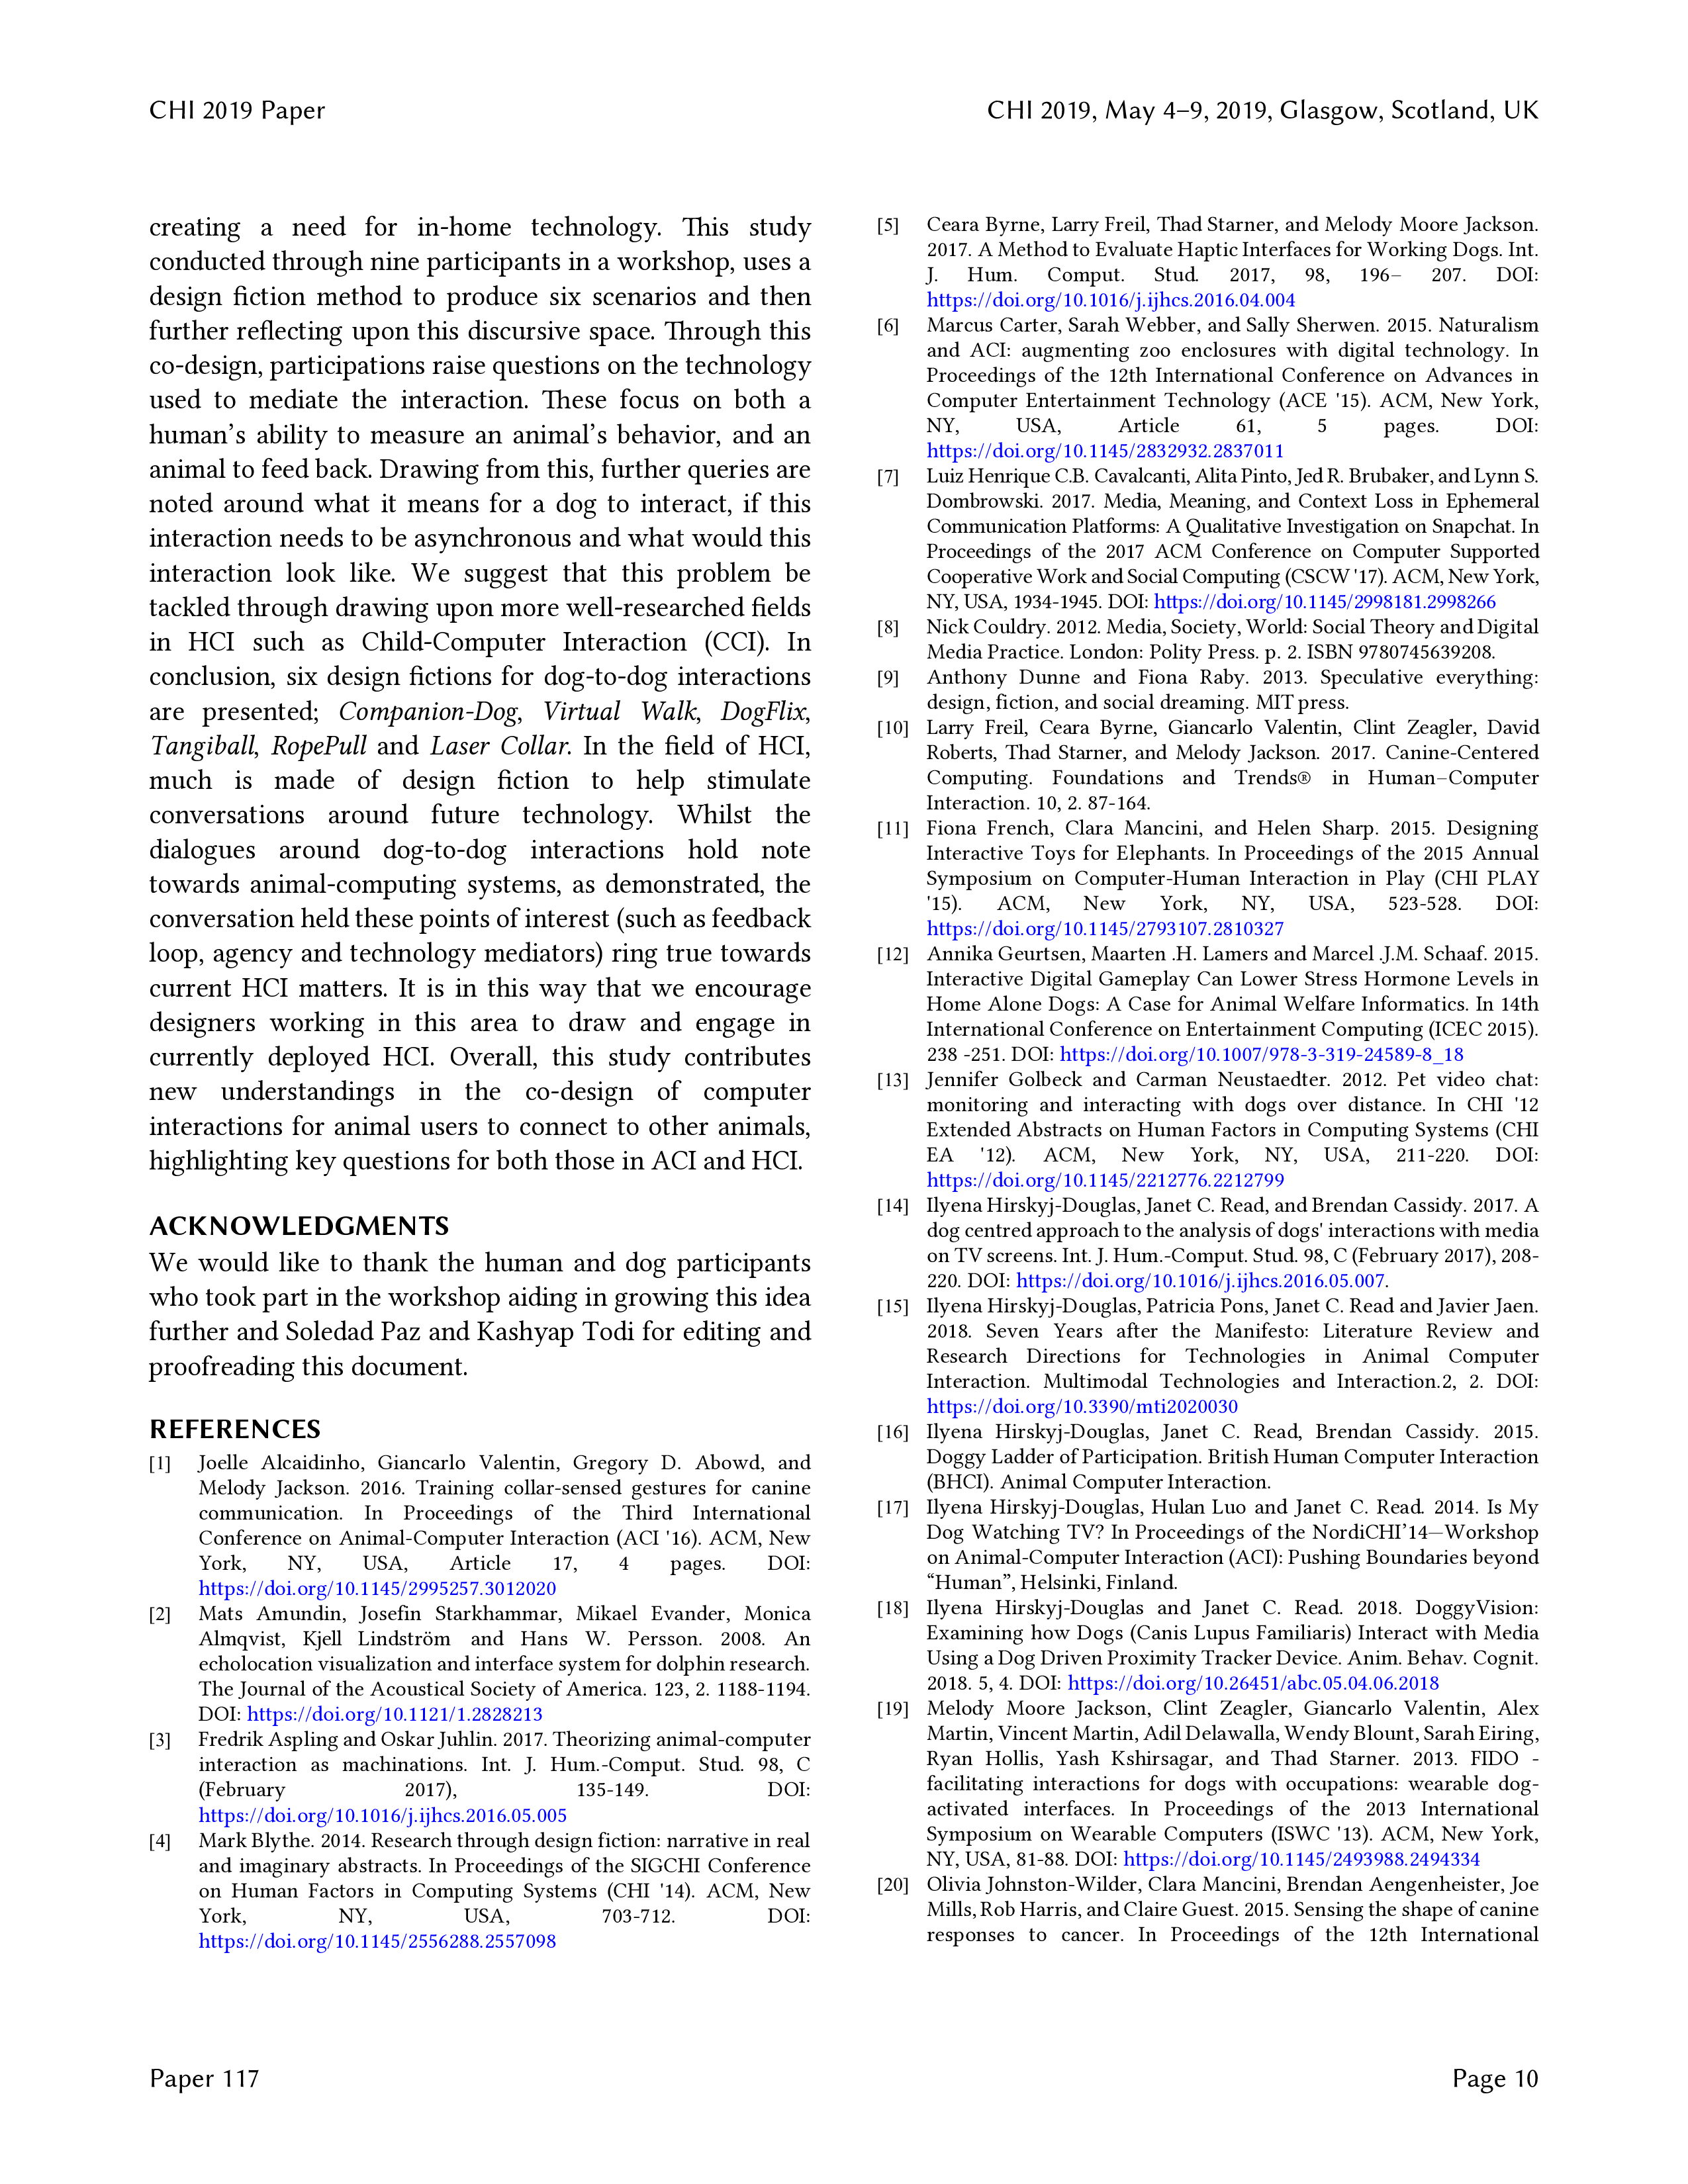 CHI 2019 Paper
CHI 2019, May 4–9, 2019, Glasgow, Scotland, UK
creating a need for in-home technology. This study
conducted through nine participants in a workshop, uses a
design fiction method to produce six scenarios and then
further reflecting upon this discursive space. Through this
co-design, participations raise questions on the technology
used to mediate the interaction. These focus on both a
human’s ability to measure an animal’s behavior, and an
animal to feed back. Drawing from this, further queries are
noted around what it means for a dog to interact, if this
interaction needs to be asynchronous and what would this
interaction look like. We suggest that this problem be
tackled through drawing upon more well-researched fields
in HCI such as Child-Computer Interaction (CCI). In
conclusion, six design fictions for dog-to-dog interactions
are presented; Companion-Dog, Virtual Walk, DogFlix,
Tangiball, RopePull and Laser Collar. In the field of HCI,
much is made of design fiction to help stimulate
conversations around future technology. Whilst the
dialogues around dog-to-dog interactions hold note
towards animal-computing systems, as demonstrated, the
conversation held these points of interest (such as feedback
loop, agency and technology mediators) ring true towards
current HCI matters. It is in this way that we encourage
designers working in this area to draw and engage in
currently deployed HCI. Overall, this study contributes
new understandings in the co-design of computer
interactions for animal users to connect to other animals,
highlighting key questions for both those in ACI and HCI.
ACKNOWLEDGMENTS
We would like to thank the human and dog participants
who took part in the workshop aiding in growing this idea
further and Soledad Paz and Kashyap Todi for editing and
proofreading this document.
REFERENCES
[1] Joelle Alcaidinho, Giancarlo Valentin, Gregory D. Abowd, and
Melody Jackson. 2016. Training collar-sensed gestures for canine
communication. In Proceedings of the Third International
Conference on Animal-Computer Interaction (ACI '16). ACM, New
York, NY, USA, Article 17, 4 pages. DOI:
https://doi.org/10.1145/2995257.3012020
[2] Mats Amundin, Josefin Starkhammar, Mikael Evander, Monica
Almqvist, Kjell Lindström and Hans W. Persson. 2008. An
echolocation visualization and interface system for dolphin research.
The Journal of the Acoustical Society of America. 123, 2. 1188-1194.
DOI: https://doi.org/10.1121/1.2828213
[3] Fredrik Aspling and Oskar Juhlin. 2017. Theorizing animal-computer
interaction as machinations. Int. J. Hum.-Comput. Stud. 98, C
(February 2017), 135-149. DOI:
https://doi.org/10.1016/j.ijhcs.2016.05.005
[4] Mark Blythe. 2014. Research through design fiction: narrative in real
and imaginary abstracts. In Proceedings of the SIGCHI Conference
on Human Factors in Computing Systems (CHI '14). ACM, New
York, NY, USA, 703-712. DOI:
https://doi.org/10.1145/2556288.2557098
[5] Ceara Byrne, Larry Freil, Thad Starner, and Melody Moore Jackson.
2017. A Method to Evaluate Haptic Interfaces for Working Dogs. Int.
J. Hum. Comput. Stud. 2017, 98, 196– 207. DOI:
https://doi.org/10.1016/j.ijhcs.2016.04.004
[6] Marcus Carter, Sarah Webber, and Sally Sherwen. 2015. Naturalism
and ACI: augmenting zoo enclosures with digital technology. In
Proceedings of the 12th International Conference on Advances in
Computer Entertainment Technology (ACE '15). ACM, New York,
NY, USA, Article 61, 5 pages. DOI:
https://doi.org/10.1145/2832932.2837011
[7] Luiz Henrique C.B. Cavalcanti, Alita Pinto, Jed R. Brubaker, and Lynn S.
Dombrowski. 2017. Media, Meaning, and Context Loss in Ephemeral
Communication Platforms: A Qualitative Investigation on Snapchat. In
Proceedings of the 2017 ACM Conference on Computer Supported
Cooperative Work and Social Computing (CSCW '17). ACM, New York,
NY, USA, 1934-1945. DOI: https://doi.org/10.1145/2998181.2998266
[8] Nick Couldry. 2012. Media, Society, World: Social Theory and Digital
Media Practice. London: Polity Press. p. 2. ISBN 9780745639208.
[9] Anthony Dunne and Fiona Raby. 2013. Speculative everything:
design, fiction, and social dreaming. MIT press.
[10] Larry Freil, Ceara Byrne, Giancarlo Valentin, Clint Zeagler, David
Roberts, Thad Starner, and Melody Jackson. 2017. Canine-Centered
Computing. Foundations and Trends® in Human–Computer
Interaction. 10, 2. 87-164.
[11] Fiona French, Clara Mancini, and Helen Sharp. 2015. Designing
Interactive Toys for Elephants. In Proceedings of the 2015 Annual
Symposium on Computer-Human Interaction in Play (CHI PLAY
'15). ACM, New York, NY, USA, 523-528. DOI:
https://doi.org/10.1145/2793107.2810327
[12] Annika Geurtsen, Maarten .H. Lamers and Marcel .J.M. Schaaf. 2015.
Interactive Digital Gameplay Can Lower Stress Hormone Levels in
Home Alone Dogs: A Case for Animal Welfare Informatics. In 14th
International Conference on Entertainment Computing (ICEC 2015).
238 -251. DOI: https://doi.org/10.1007/978-3-319-24589-8_18
[13] Jennifer Golbeck and Carman Neustaedter. 2012. Pet video chat:
monitoring and interacting with dogs over distance. In CHI '12
Extended Abstracts on Human Factors in Computing Systems (CHI
EA '12). ACM, New York, NY, USA, 211-220. DOI:
https://doi.org/10.1145/2212776.2212799
[14] Ilyena Hirskyj-Douglas, Janet C. Read, and Brendan Cassidy. 2017. A
dog centred approach to the analysis of dogs' interactions with media
on TV screens. Int. J. Hum.-Comput. Stud. 98, C (February 2017), 208-
220. DOI: https://doi.org/10.1016/j.ijhcs.2016.05.007.
[15] Ilyena Hirskyj-Douglas, Patricia Pons, Janet C. Read and Javier Jaen.
2018. Seven Years after the Manifesto: Literature Review and
Research Directions for Technologies in Animal Computer
Interaction. Multimodal Technologies and Interaction.2, 2. DOI:
https://doi.org/10.3390/mti2020030
[16] Ilyena Hirskyj-Douglas, Janet C. Read, Brendan Cassidy. 2015.
Doggy Ladder of Participation. British Human Computer Interaction
(BHCI). Animal Computer Interaction.
[17] Ilyena Hirskyj-Douglas, Hulan Luo and Janet C. Read. 2014. Is My
Dog Watching TV? In Proceedings of the NordiCHI’14—Workshop
on Animal-Computer Interaction (ACI): Pushing Boundaries beyond
“Human”, Helsinki, Finland.
[18] Ilyena Hirskyj-Douglas and Janet C. Read. 2018. DoggyVision:
Examining how Dogs (Canis Lupus Familiaris) Interact with Media
Using a Dog Driven Proximity Tracker Device. Anim. Behav. Cognit.
2018. 5, 4. DOI: https://doi.org/10.26451/abc.05.04.06.2018
[19] Melody Moore Jackson, Clint Zeagler, Giancarlo Valentin, Alex
Martin, Vincent Martin, Adil Delawalla, Wendy Blount, Sarah Eiring,
Ryan Hollis, Yash Kshirsagar, and Thad Starner. 2013. FIDO -
facilitating interactions for dogs with occupations: wearable dog-
activated interfaces. In Proceedings of the 2013 International
Symposium on Wearable Computers (ISWC '13). ACM, New York,
NY, USA, 81-88. DOI: https://doi.org/10.1145/2493988.2494334
[20] Olivia Johnston-Wilder, Clara Mancini, Brendan Aengenheister, Joe
Mills, Rob Harris, and Claire Guest. 2015. Sensing the shape of canine
responses to cancer. In Proceedings of the 12th International
Paper 117
Page 10